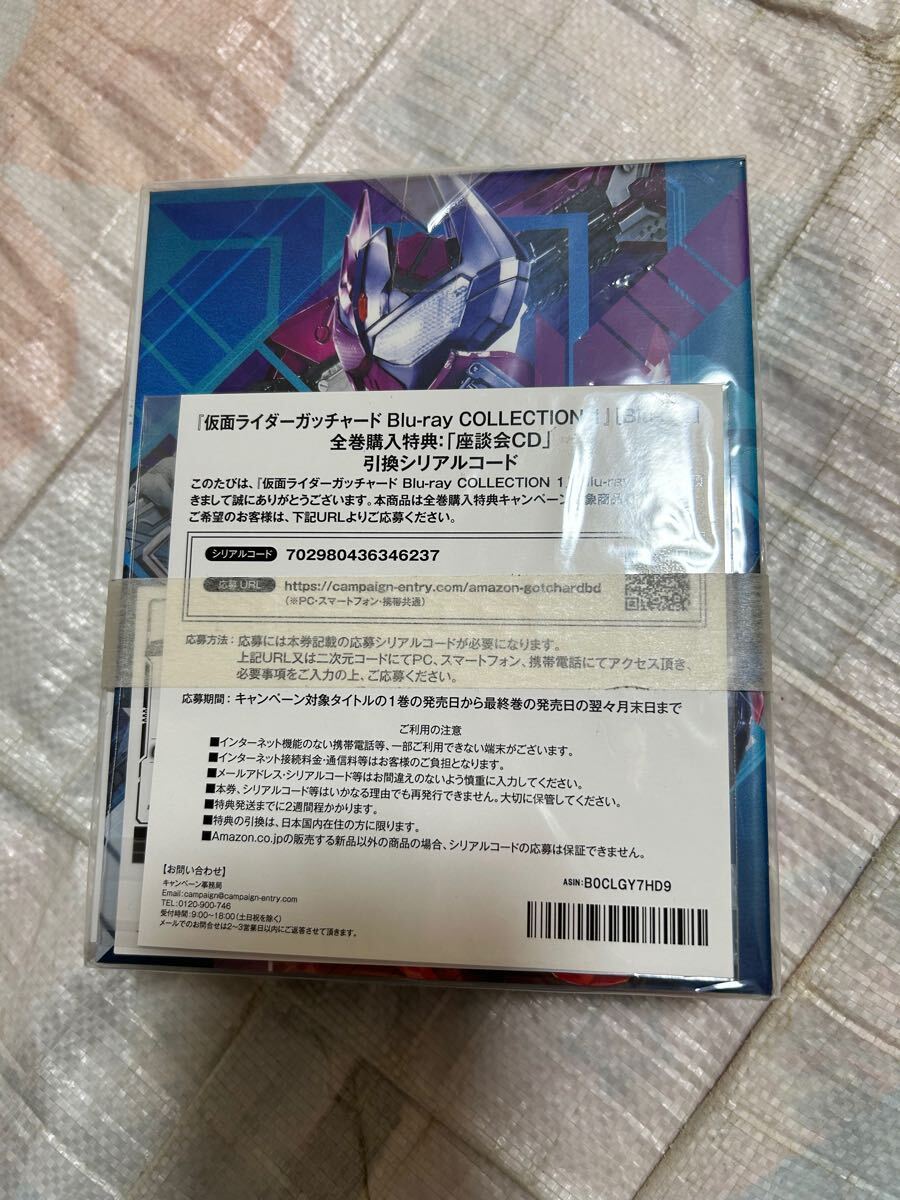 『仮面ライダーガッチャード Blu-ray COLLECTION 1』[Blu-
全巻購入特典:「座談会CD」
引換シリアルコード
このたびは、『仮面ライダーガッチャード Blu-ray COLLECTION 1
きまして誠にありがとうございます。本商品は全巻購入特典キャンペーン対象商品
ご希望のお客様は、下記URLよりご応募ください。
シリアルコード 702980436346237
応募URL https://campaign-entry.com/amazon-gotchardbd
(※PC・スマートフォン・携帯共通)
応募方法:応募には本券記載の応募シリアルコードが必要になります。
上記URL又は二次元コードにてPC、スマートフォン、携帯電話にてアクセス頂き、
必要事項をご入力の上、ご応募ください。
応募期間:キャンペーン対象タイトルの1巻の発売日から最終巻の発売日の翌々月末日まで
ご利用の注意
■インターネット機能のない携帯電話等、一部ご利用できない端末がございます。
■インターネット接続料金・通信料等はお客様のご負担となります。
■メールアドレス・シリアルコード等はお間違えのないよう慎重に入力してください。
■本券、シリアルコード等はいかなる理由でも再発行できません。大切に保管してください。
■特典発送までに2週間程かかります。
■特典の引換は、日本国内在住の方に限ります。
■Amazon.co.jpの販売する新品以外の商品の場合、シリアルコードの応募は保証できません。
【お問い合わせ】
キャンペーン事務局
Email:campaign@campaign-entry.com
TEL:0120-900-746
受付時間:9:00~18:00(土日祝を除く)
メールでのお問合せは2~3営業日以内にご返答させて頂きます。
ASIN:B0CLGY7HD9